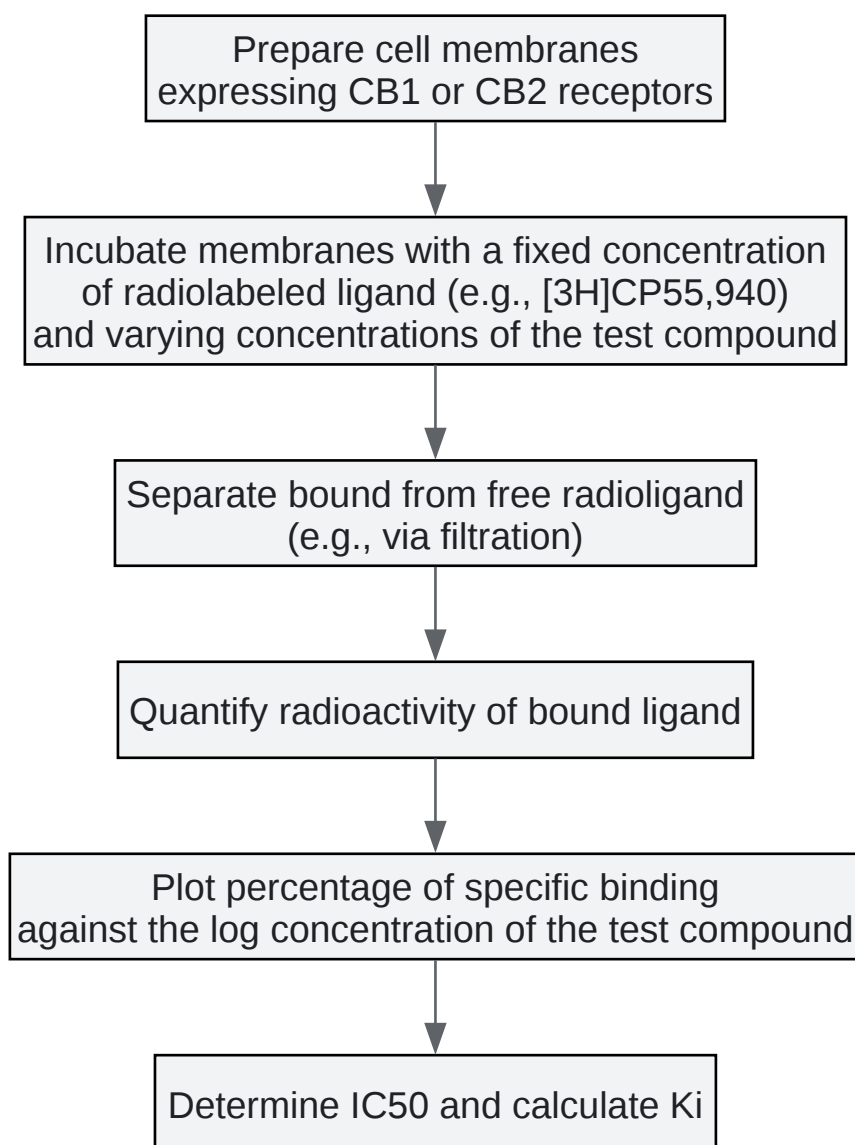 Prepare cell membranes
expressing CB1 or CB2 receptors
Incubate membranes with a fixed concentration
of radiolabeled ligand (e.g., [3H]CP55,940)
and varying concentrations of the test compound
Separate bound from free radioligand
(e.g., via filtration)
Quantify radioactivity of bound ligand
Plot percentage of specific binding
against the log concentration of the test compound
Determine IC50 and calculate Ki